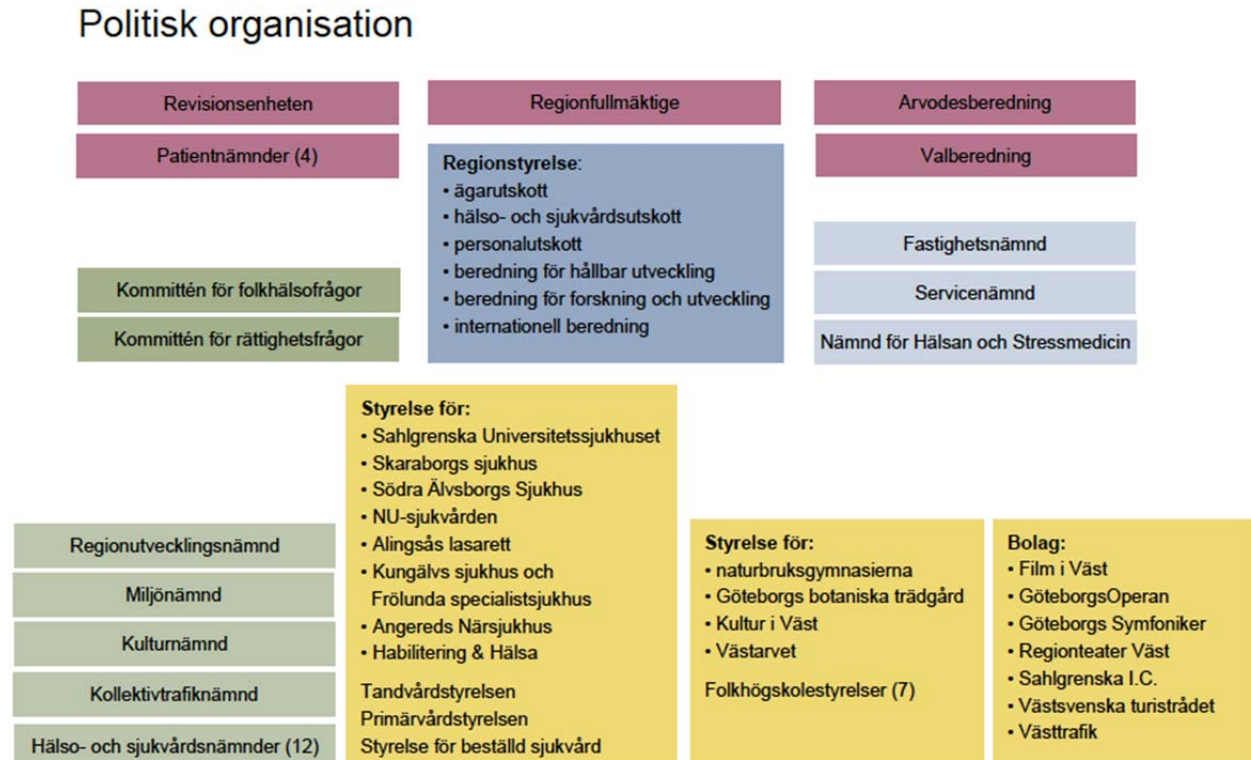 Politisk organisation
Revisionsenheten
Patientnämnder (4)
Regionfullmäktige
Arvodesberedning
Valberedning
Regionstyrelse:
• ägarutskott
• hälso- och sjukvårdsutskott
• personalutskott
• beredning för hållbar utveckling
• beredning för forskning och utveckling
• internationell beredning
Kommittén för folkhälsofrågor
Kommittén för rättighetsfrågor
Fastighetsnämnd
Servicenämnd
Nämnd för Hälsan och Stressmedicin
Regionutvecklingsnämnd
Miljönämnd
Kulturnämnd
Kollektivtrafiknämnd
Hälso- och sjukvårdsnämnder (12)
Styrelse för:
• Sahlgrenska Universitetssjukhuset
• Skaraborgs sjukhus
• Södra Älvsborgs Sjukhus
• NU-sjukvården
• Alingsås lasarett
• Kungälvs sjukhus och
Frölunda specialistsjukhus
• Angereds Närsjukhus
• Habilitering & Hälsa
Tandvårdstyrelsen
Primärvårdstyrelsen
Styrelse för beställd sjukvård
Styrelse för:
• naturbruksgymnasierna
• Göteborgs botaniska trädgård
• Kultur i Väst
• Västarvet
Folkhögskolestyrelser (7)
Bolag:
• Film i Väst
• GöteborgsOperan
• Göteborgs Symfoniker
• Regionteater Väst
• Sahlgrenska I.C.
• Västsvenska turistrådet
• Västtrafik